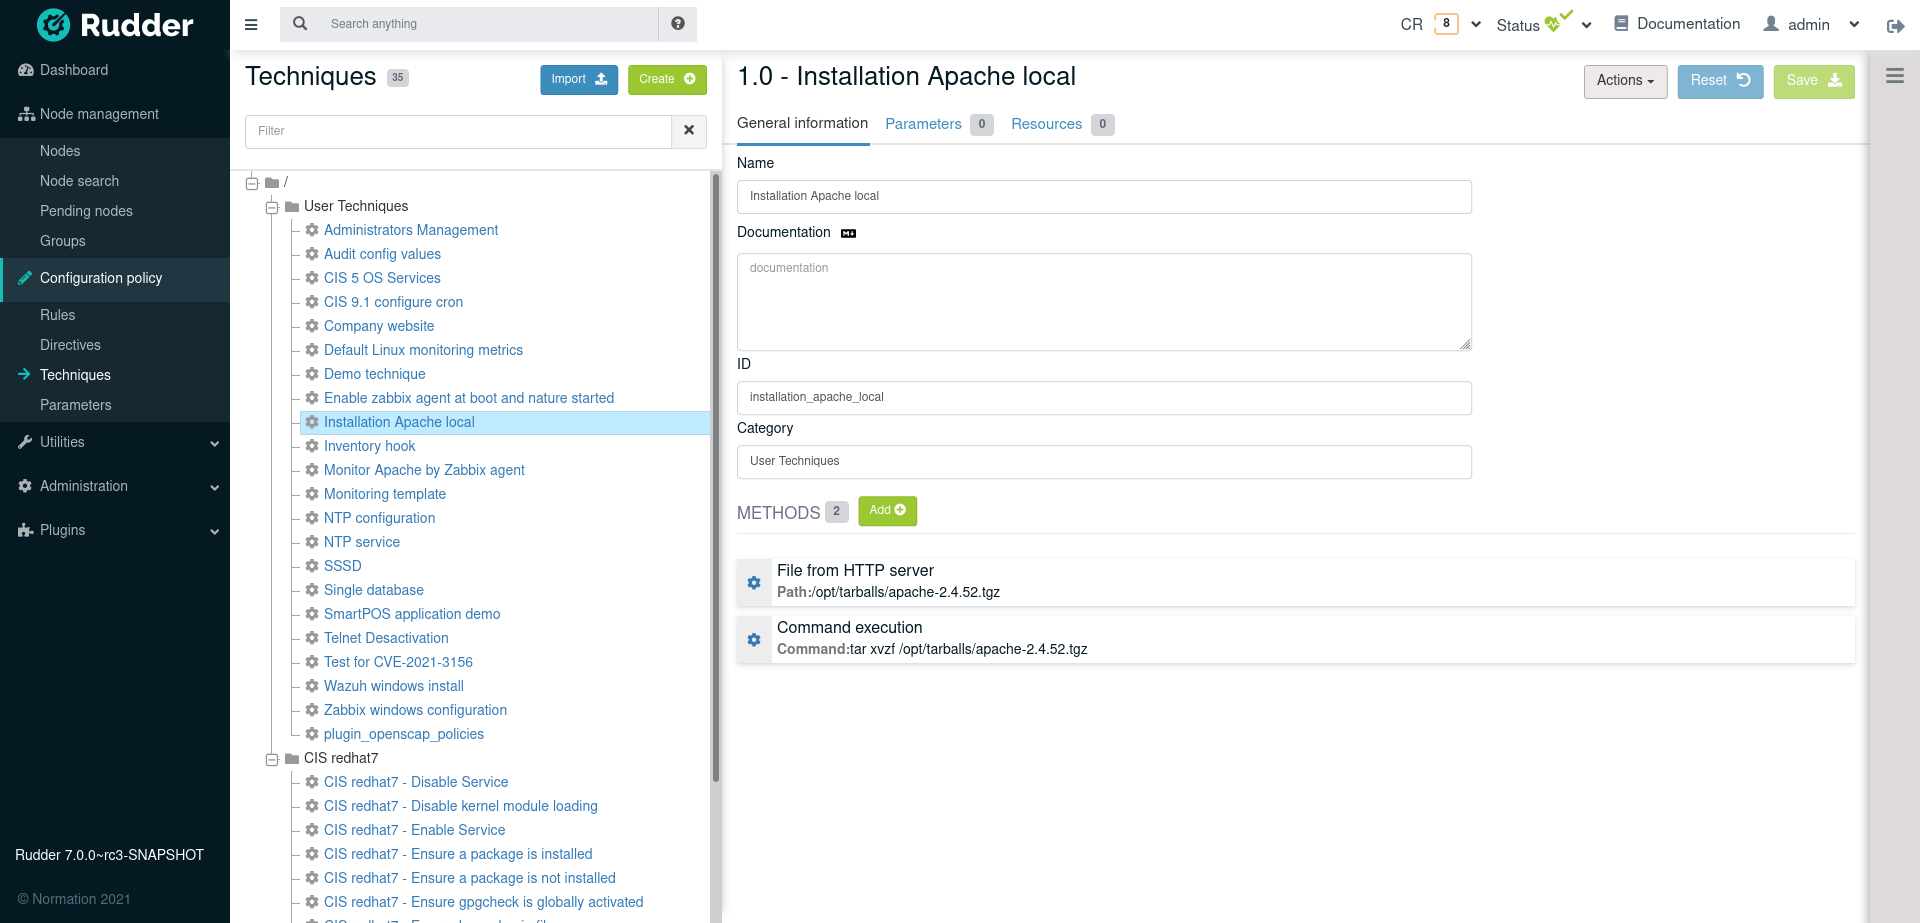 Rudder
Search anything
CR 8
Status
Documentation
admin
Dashboard
Node management
Nodes
Node search
Pending nodes
Groups
Configuration policy
Rules
Directives
Techniques
Parameters
Utilities
Administration
Plugins
Rudder 7.0.0~rc3-SNAPSHOT
© Normation 2021
Techniques 35
Import
Create
Filter
/
User Techniques
Administrators Management
Audit config values
CIS 5 OS Services
CIS 9.1 configure cron
Company website
Default Linux monitoring metrics
Demo technique
Enable zabbix agent at boot and nature started
Installation Apache local
Inventory hook
Monitor Apache by Zabbix agent
Monitoring template
NTP configuration
NTP service
SSSD
Single database
SmartPOS application demo
Telnet Desactivation
Test for CVE-2021-3156
Wazuh windows install
Zabbix windows configuration
plugin_openscap_policies
CIS redhat7
CIS redhat7 - Disable Service
CIS redhat7 - Disable kernel module loading
CIS redhat7 - Enable Service
CIS redhat7 - Ensure a package is installed
CIS redhat7 - Ensure a package is not installed
CIS redhat7 - Ensure gpgcheck is globally activated
1.0 - Installation Apache local
Actions
Reset
Save
General information
Parameters 0
Resources 0
Name
Installation Apache local
Documentation
documentation
ID
installation_apache_local
Category
User Techniques
METHODS 2
Add
File from HTTP server
Path:/opt/tarballs/apache-2.4.52.tgz
Command execution
Command:tar xvzf /opt/tarballs/apache-2.4.52.tgz